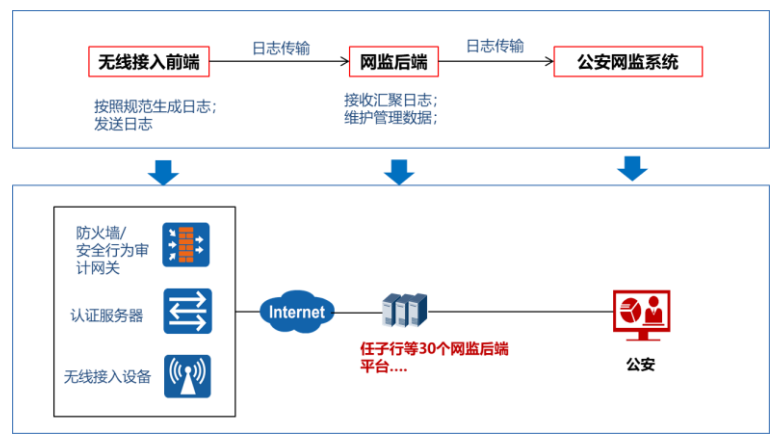 日志传输
日志传输
无线接入前端
网监后端
公安网监系统
按照规范生成日志；
发送日志
接收汇聚日志；
维护管理数据；
防火墙/
安全行为审
计网关
认证服务器
无线接入设备
Internet
任子行等30个网监后端
平台....
公安